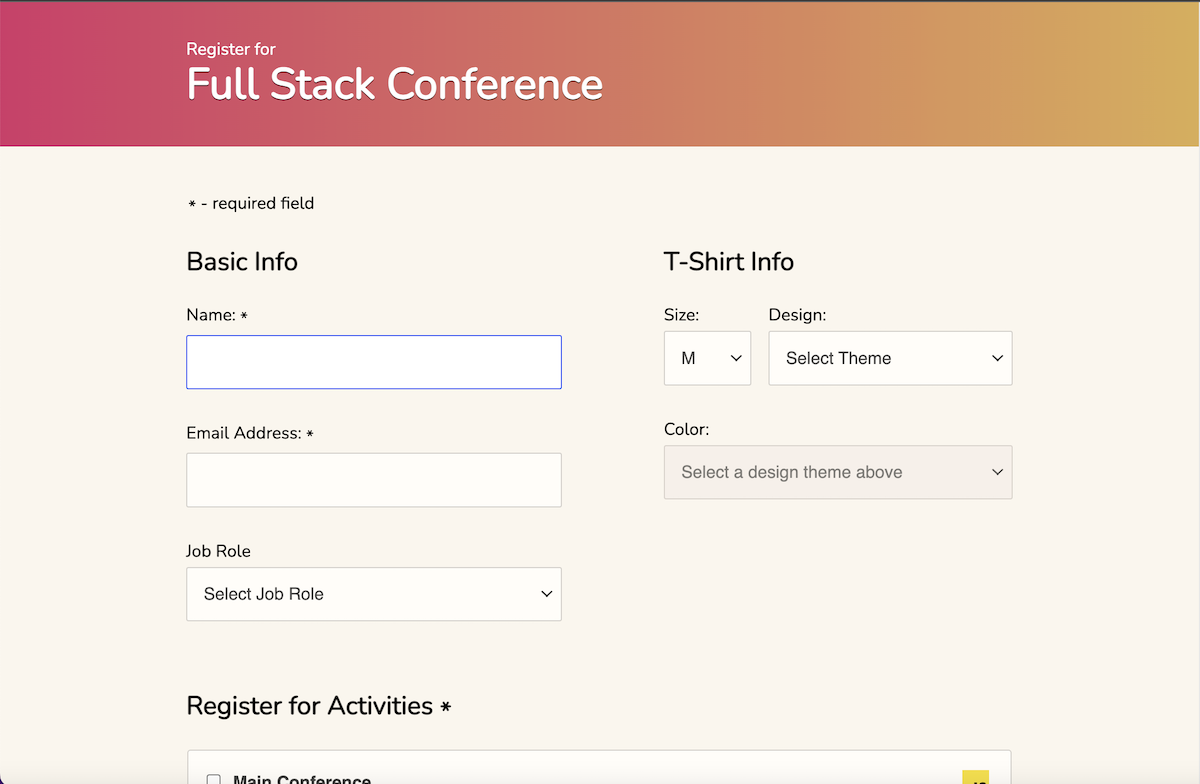 Register for
Full Stack Conference
* - required field
Basic Info
Name: *
Email Address: *
Job Role
Select Job Role
T-Shirt Info
Size:
M
Design:
Select Theme
Color:
Select a design theme above
Register for Activities *
Main Conference